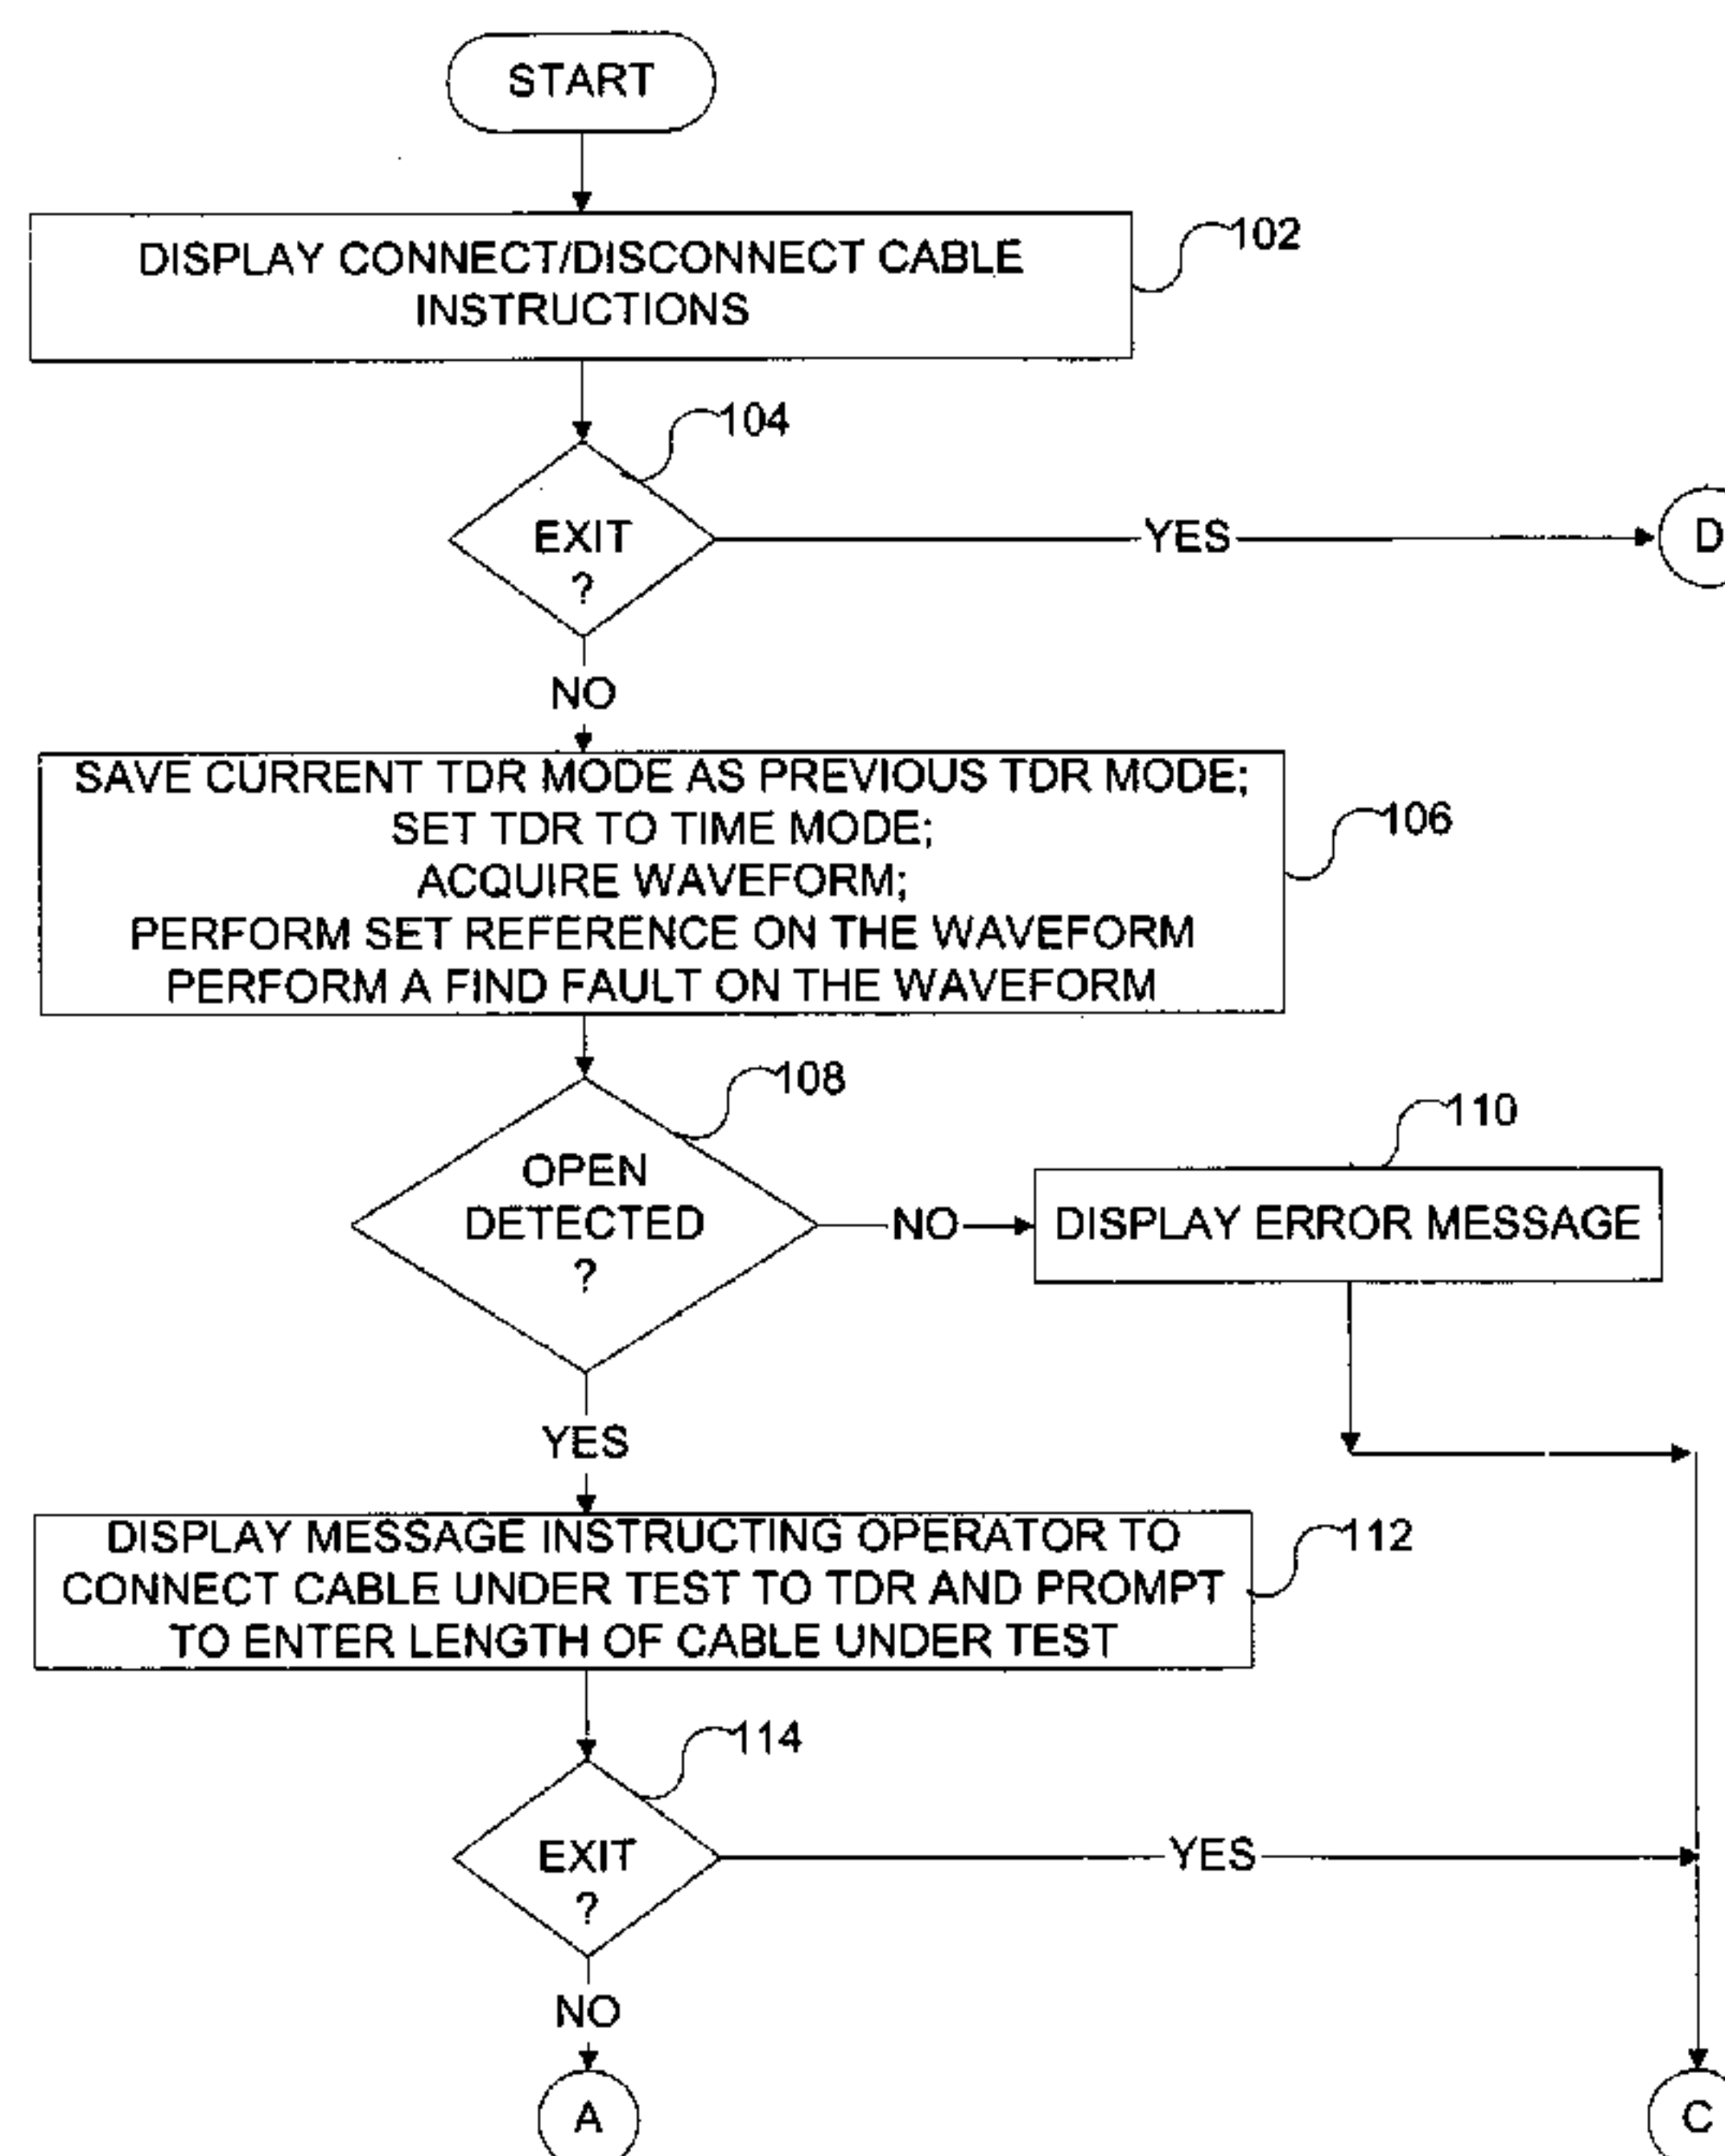 START
DISPLAY CONNECT/DISCONNECT CABLE
INSTRUCTIONS
102
104
EXIT
?
YES
D
NO
SAVE CURRENT TDR MODE AS PREVIOUS TDR MODE;
SET TDR TO TIME MODE;
ACQUIRE WAVEFORM;
PERFORM SET REFERENCE ON THE WAVEFORM
PERFORM A FIND FAULT ON THE WAVEFORM
106
108
OPEN
DETECTED
?
NO
110
DISPLAY ERROR MESSAGE
YES
DISPLAY MESSAGE INSTRUCTING OPERATOR TO
CONNECT CABLE UNDER TEST TO TDR AND PROMPT
TO ENTER LENGTH OF CABLE UNDER TEST
112
114
EXIT
?
YES
NO
A
C